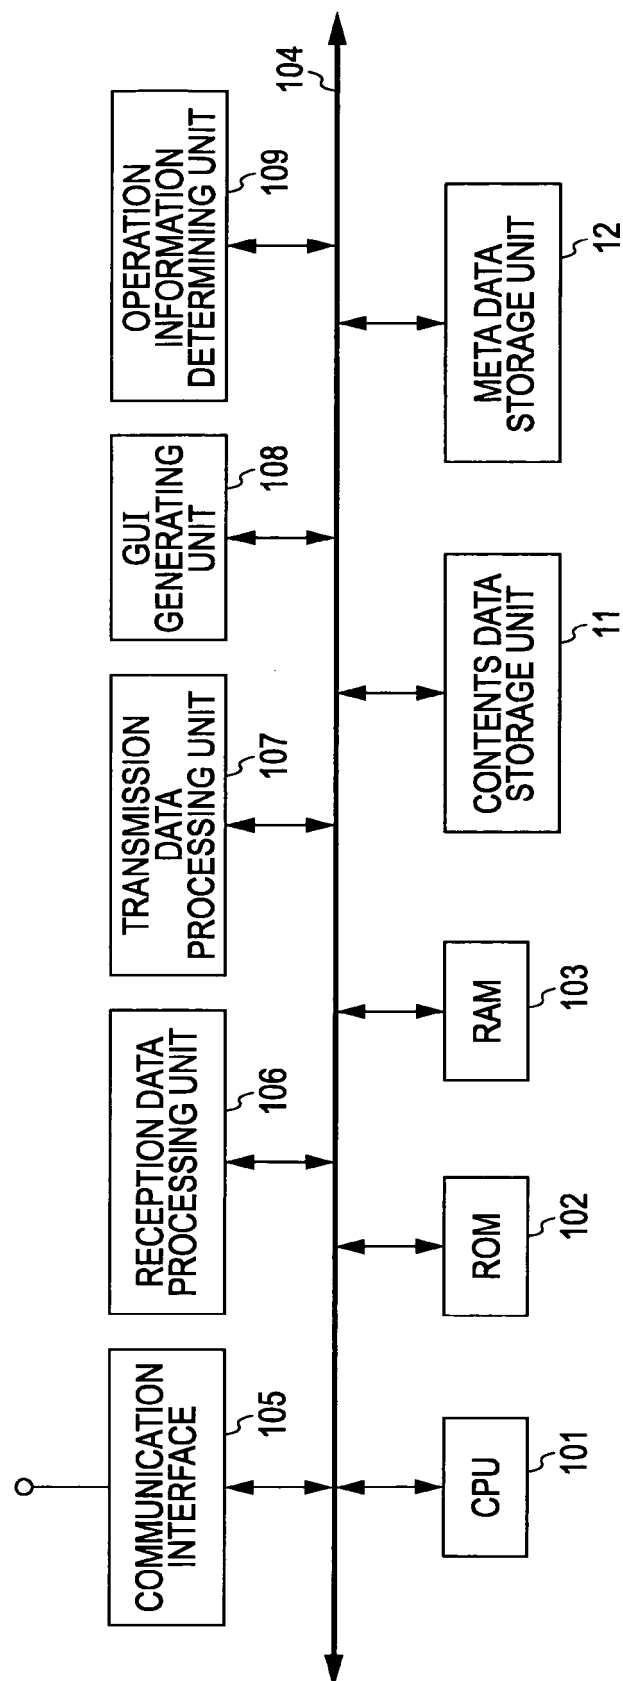 COMMUNICATION
INTERFACE
105
RECEPTION DATA
PROCESSING UNIT
106
TRANSMISSION
DATA
PROCESSING UNIT
107
GUI
GENERATING
UNIT
108
OPERATION
INFORMATION
DETERMINING UNIT
109
104
CPU
101
ROM
102
RAM
103
CONTENTS DATA
STORAGE UNIT
11
META DATA
STORAGE UNIT
12